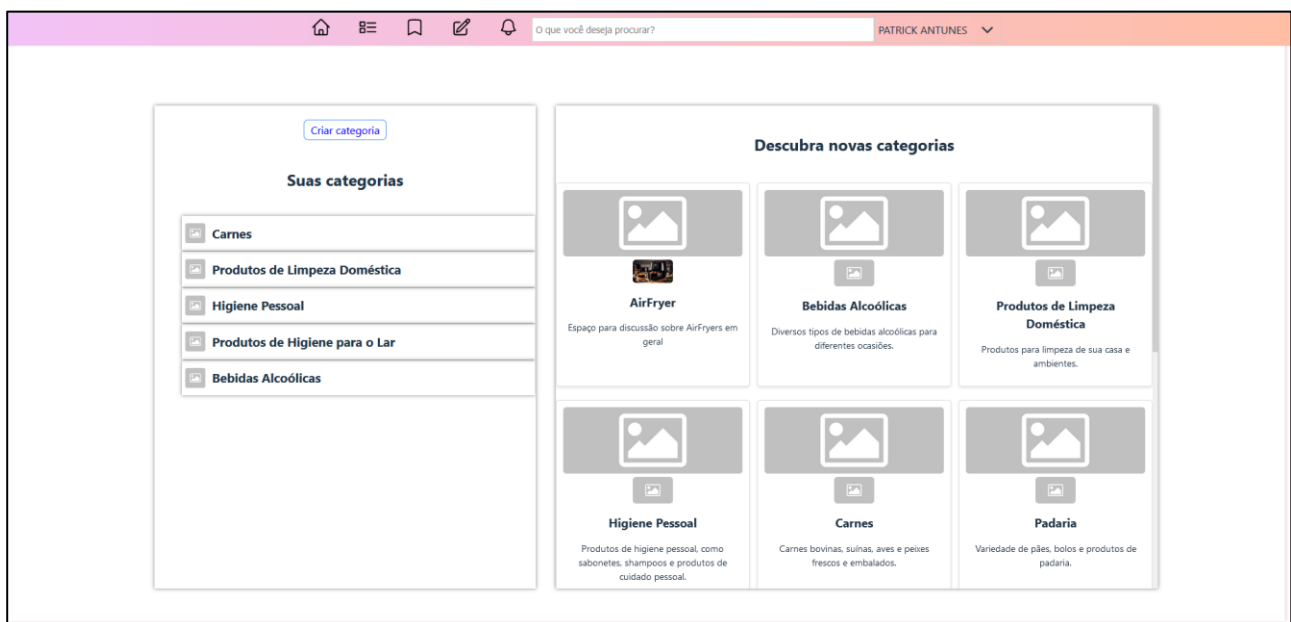 O que você deseja procurar?
PATRICK ANTUNES
Criar categoria
Suas categorias
Carnes
Produtos de Limpeza Doméstica
Higiene Pessoal
Produtos de Higiene para o Lar
Bebidas Alcoólicas
Descubra novas categorias
AirFryer
Espaço para discussão sobre AirFryers em
geral
Bebidas Alcoólicas
Diversos tipos de bebidas alcoólicas para
diferentes ocasiões.
Produtos de Limpeza
Doméstica
Produtos para limpeza de sua casa e
ambientes.
Higiene Pessoal
Produtos de higiene pessoal, como
sabonetes, shampoos e produtos de
cuidado pessoal.
Carnes
Carnes bovinas, suínas, aves e peixes
frescos e embalados.
Padaria
Variedade de pães, bolos e produtos de
padaria.